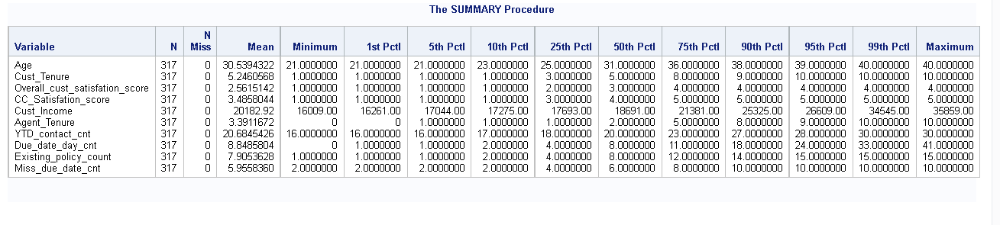 The SUMMARY Procedure
N
Variable N Miss Mean Minimum 1st Pctl 5th Pctl 10th Pctl 25th Pctl 50th Pctl 75th Pctl 90th Pctl 95th Pctl 99th Pctl Maximum
Age 317 0 30.5394322 21.0000000 21.0000000 21.0000000 23.0000000 25.0000000 31.0000000 36.0000000 38.0000000 39.0000000 40.0000000 40.0000000
Cust_Tenure 317 0 5.2460568 1.0000000 1.0000000 1.0000000 1.0000000 3.0000000 5.0000000 8.0000000 9.0000000 10.0000000 10.0000000 10.0000000
Overall_cust_satisfation_score 317 0 2.5615142 1.0000000 1.0000000 1.0000000 1.0000000 2.0000000 3.0000000 4.0000000 4.0000000 4.0000000 4.0000000 4.0000000
CC_Satisfation_score 317 0 3.4858044 1.0000000 1.0000000 1.0000000 1.0000000 3.0000000 4.0000000 5.0000000 5.0000000 5.0000000 5.0000000 5.0000000
Cust_Income 317 0 20182.92 16009.00 16261.00 17044.00 17275.00 17693.00 18691.00 21381.00 25325.00 26609.00 34545.00 35859.00
Agent_Tenure 317 0 3.3911672 0 0 1.0000000 1.0000000 1.0000000 2.0000000 5.0000000 8.0000000 9.0000000 10.0000000 10.0000000
YTD_contact_cnt 317 0 20.6845426 16.0000000 16.0000000 16.0000000 17.0000000 18.0000000 20.0000000 23.0000000 27.0000000 28.0000000 30.0000000 30.0000000
Due_date_day_cnt 317 0 8.8485804 0 1.0000000 1.0000000 2.0000000 4.0000000 8.0000000 11.0000000 18.0000000 24.0000000 33.0000000 41.0000000
Existing_policy_count 317 0 7.9053628 1.0000000 1.0000000 1.0000000 2.0000000 4.0000000 8.0000000 12.0000000 14.0000000 15.0000000 15.0000000 15.0000000
Miss_due_date_cnt 317 0 5.9558360 2.0000000 2.0000000 2.0000000 2.0000000 4.0000000 6.0000000 8.0000000 10.0000000 10.0000000 10.0000000 10.0000000